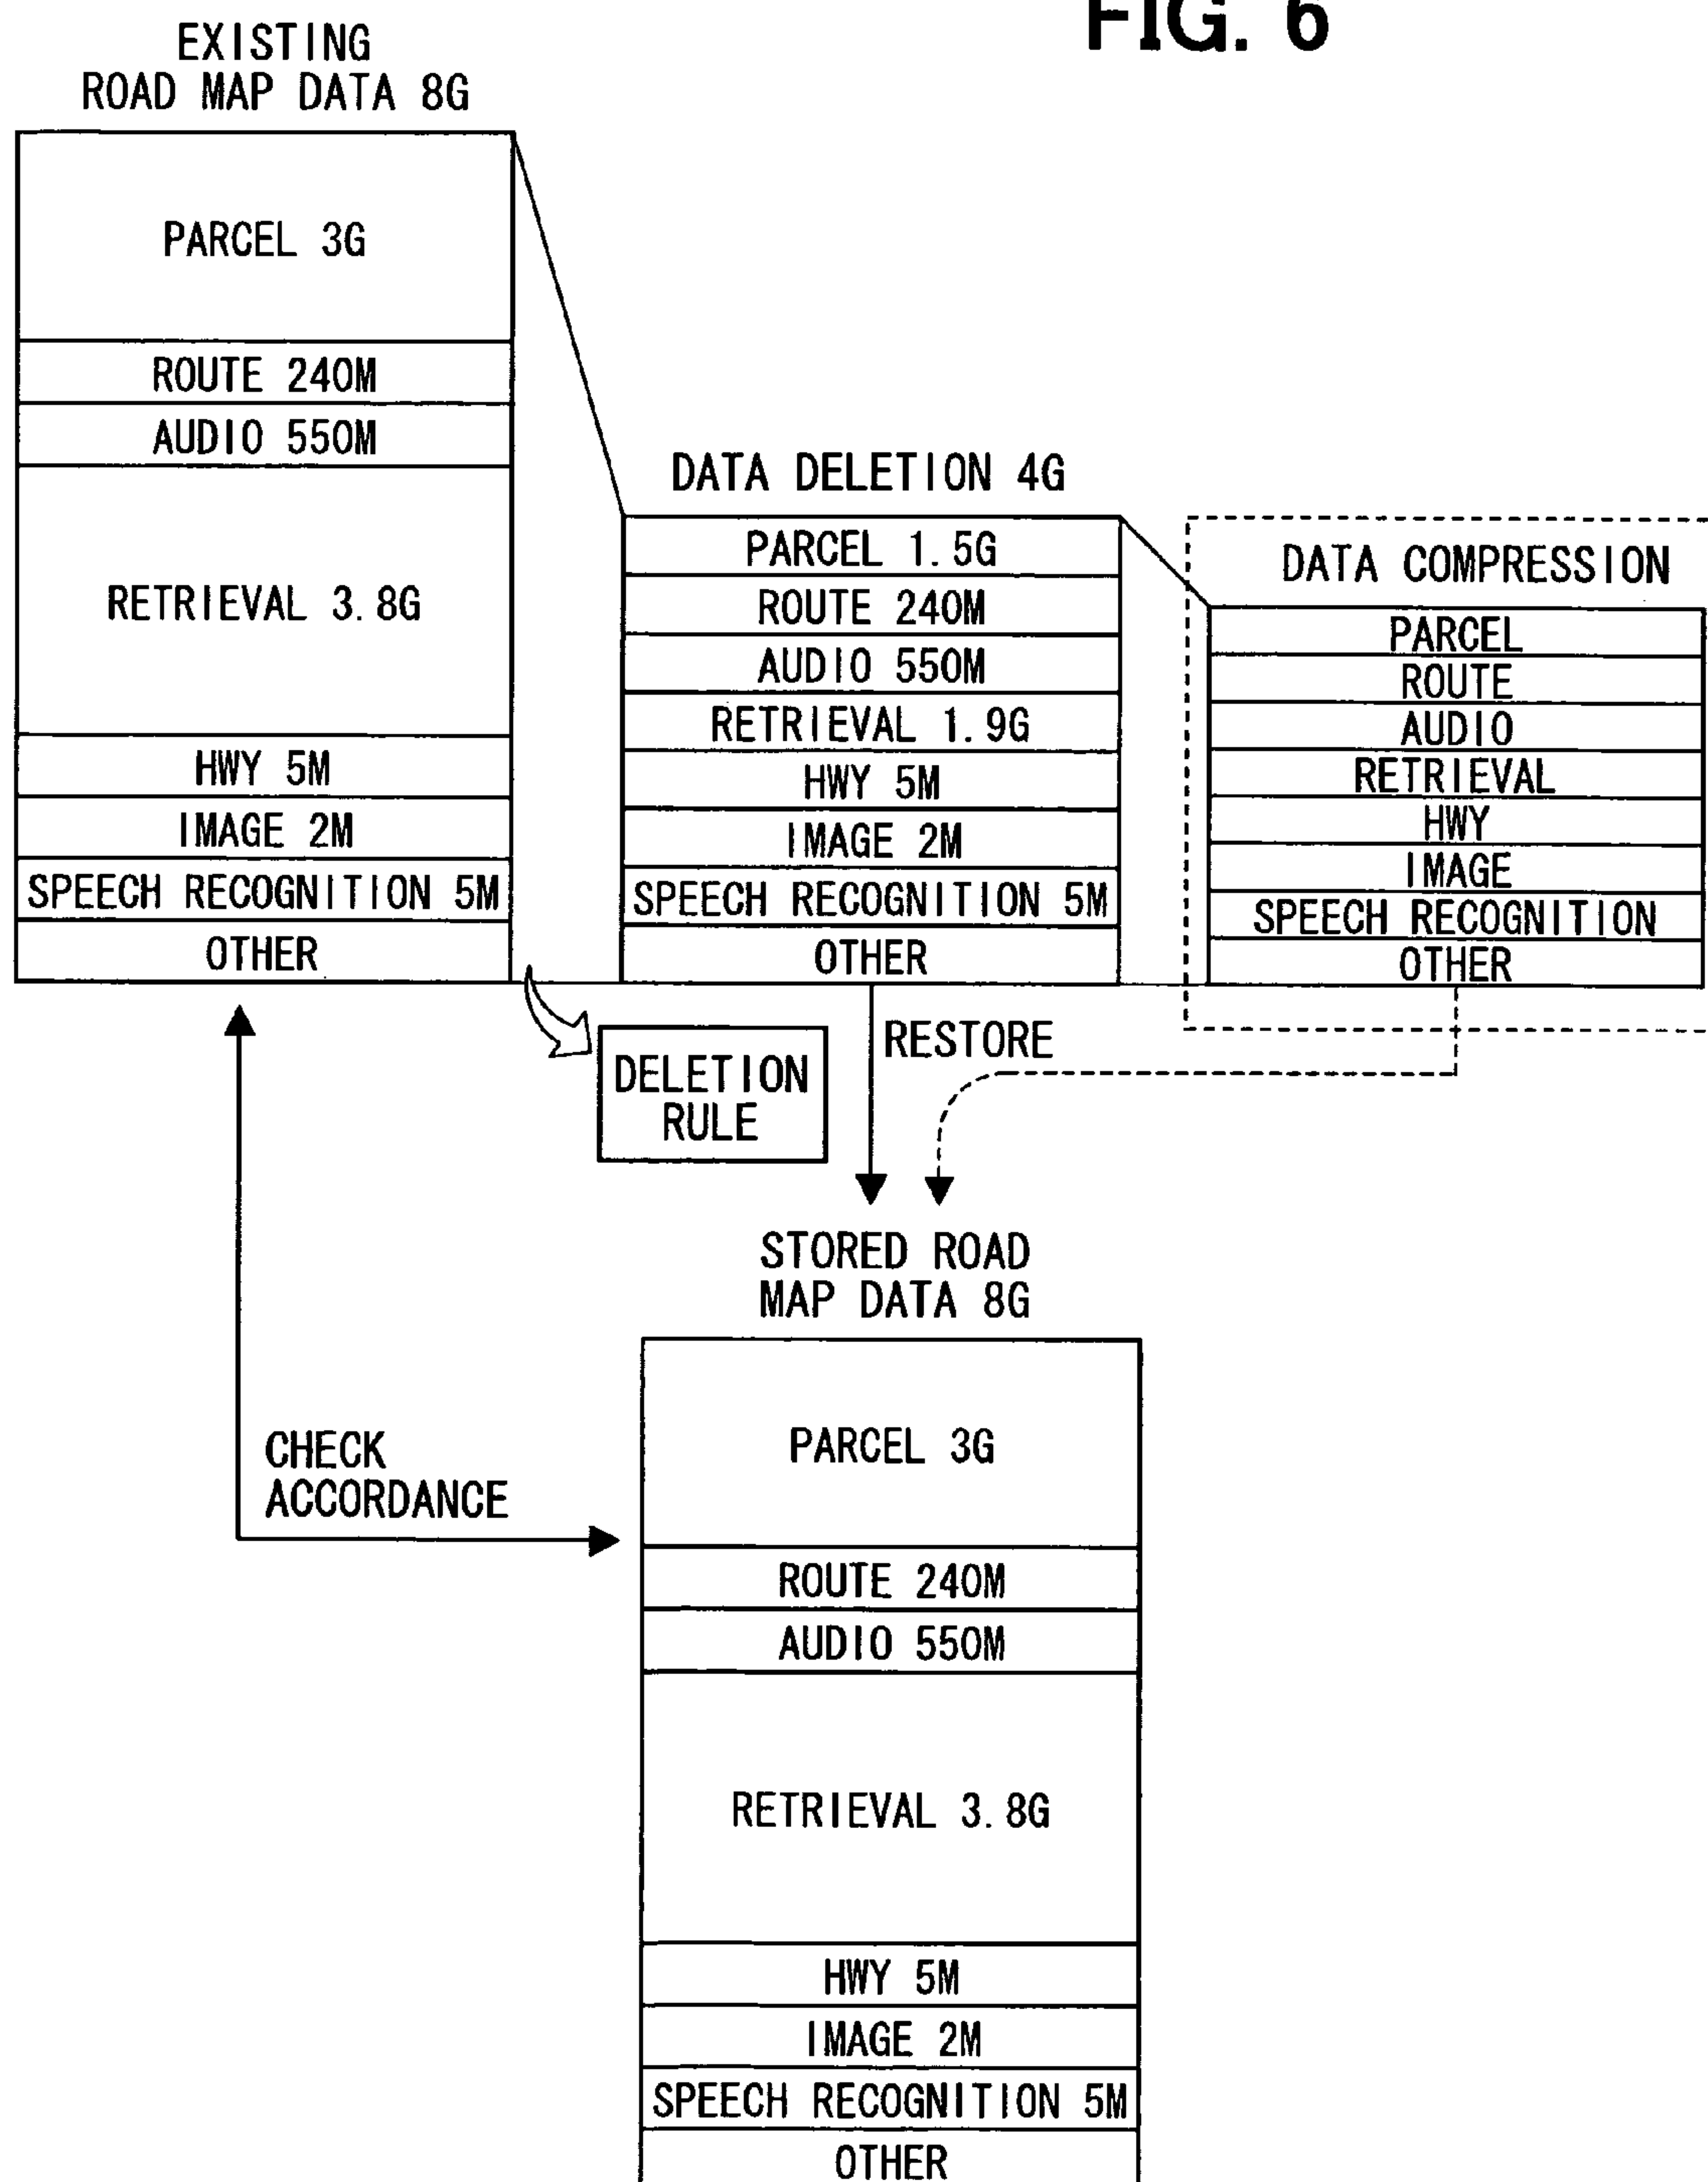 FIG. 6
EXISTING
ROAD MAP DATA 8G
PARCEL 3G
ROUTE 240M
AUDIO 550M
RETRIEVAL 3.8G
HWY 5M
IMAGE 2M
SPEECH RECOGNITION 5M
OTHER
DATA DELETION 4G
PARCEL 1.5G
ROUTE 240M
AUDIO 550M
RETRIEVAL 1.9G
HWY 5M
IMAGE 2M
SPEECH RECOGNITION 5M
OTHER
DATA COMPRESSION
PARCEL
ROUTE
AUDIO
RETRIEVAL
HWY
IMAGE
SPEECH RECOGNITION
OTHER
DELETION
RULE
RESTORE
CHECK
ACCORDANCE
STORED ROAD
MAP DATA 8G
PARCEL 3G
ROUTE 240M
AUDIO 550M
RETRIEVAL 3.8G
HWY 5M
IMAGE 2M
SPEECH RECOGNITION 5M
OTHER